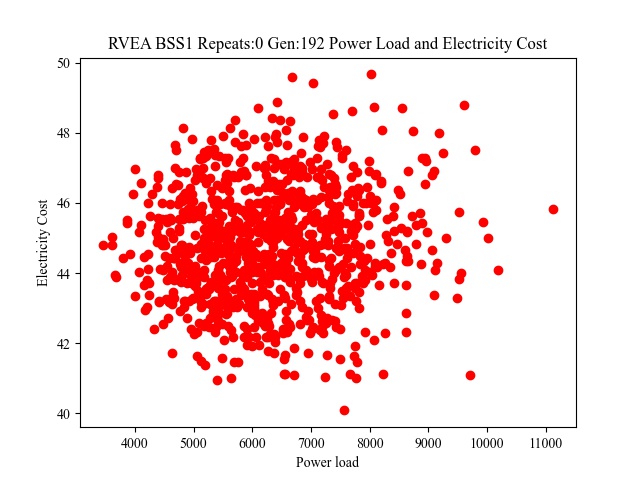 RVEA BSS1 Repeats:0 Gen:192 Power Load and Electricity Cost
50
48
46
44
42
40
Electricity Cost
4000 5000 6000 7000 8000 9000 10000 11000
Power load